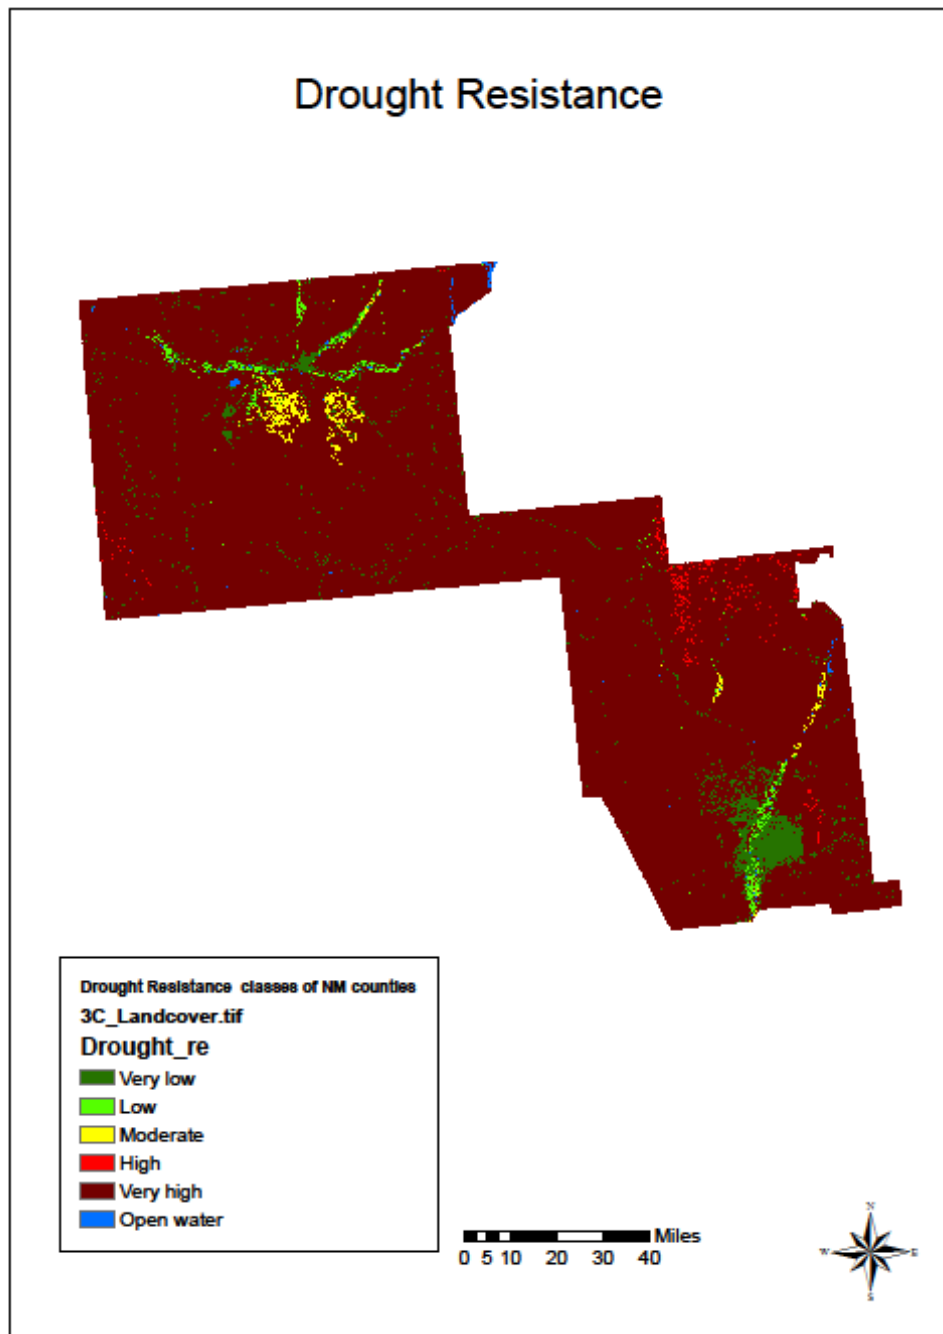 Drought Resistance
Drought Resistance classes of NM counties
3C_Landcover.tif
Drought_re
Very low
Low
Moderate
High
Very high
Open water
Miles
0 5 10 20 30 40
N
W E
S